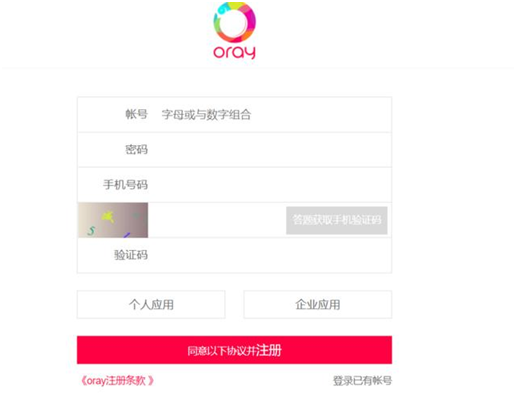 oray
帐号 字母或与数字组合
密码
手机号码
5 减 1
答题获取手机验证码
验证码
个人应用 企业应用
同意以下协议并注册
《oray注册条款 》 登录已有帐号